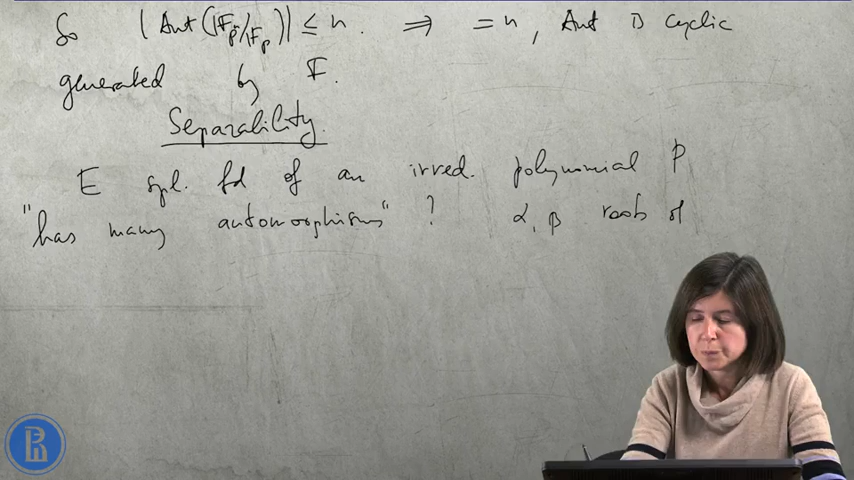 So |Aut(𝔽_pⁿ/𝔽_p)| ≤ n. ⇒ = n, Aut is cyclic
generated by F.
Separability.
E spl. fd of an irred. polynomial P
"has many automorphisms" ? α, β roots of